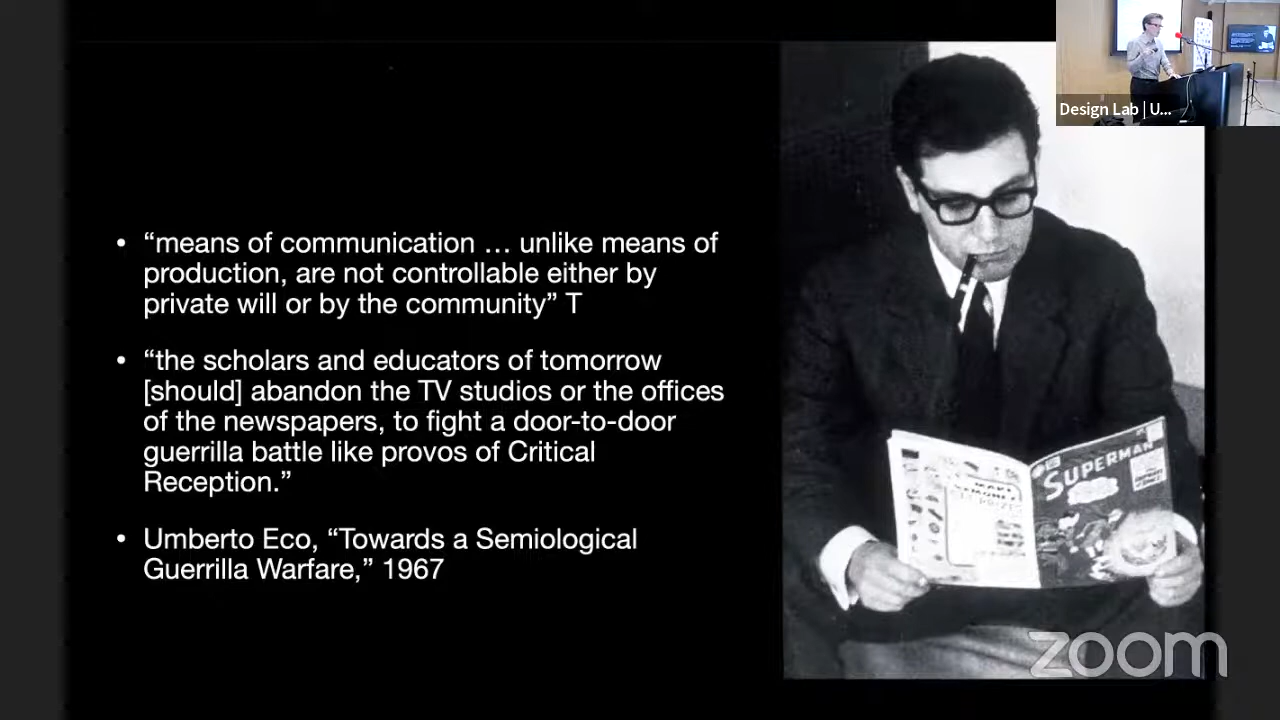 • “means of communication … unlike means of
production, are not controllable either by
private will or by the community” T
• “the scholars and educators of tomorrow
[should] abandon the TV studios or the offices
of the newspapers, to fight a door-to-door
guerrilla battle like provos of Critical
Reception.”
• Umberto Eco, “Towards a Semiological
Guerrilla Warfare,” 1967
Design Lab | U...
SUPERMAN
zoom